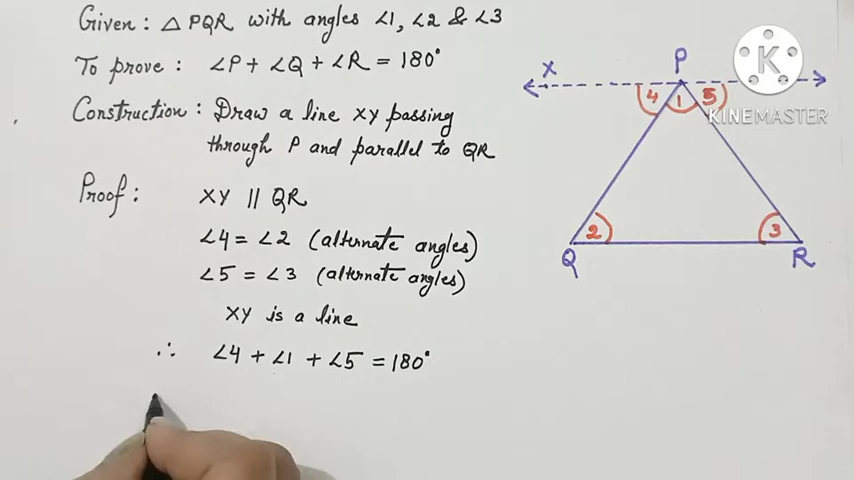 Given: △ PQR with angles ∠1, ∠2 & ∠3
To prove: ∠P + ∠Q + ∠R = 180°
Construction: Draw a line XY passing
through P and parallel to QR
Proof: XY || QR
∠4 = ∠2 (alternate angles)
∠5 = ∠3 (alternate angles)
XY is a line
∴ ∠4 + ∠1 + ∠5 = 180°
X
P
4 1 5
K
KINEMASTER
2 3
Q R